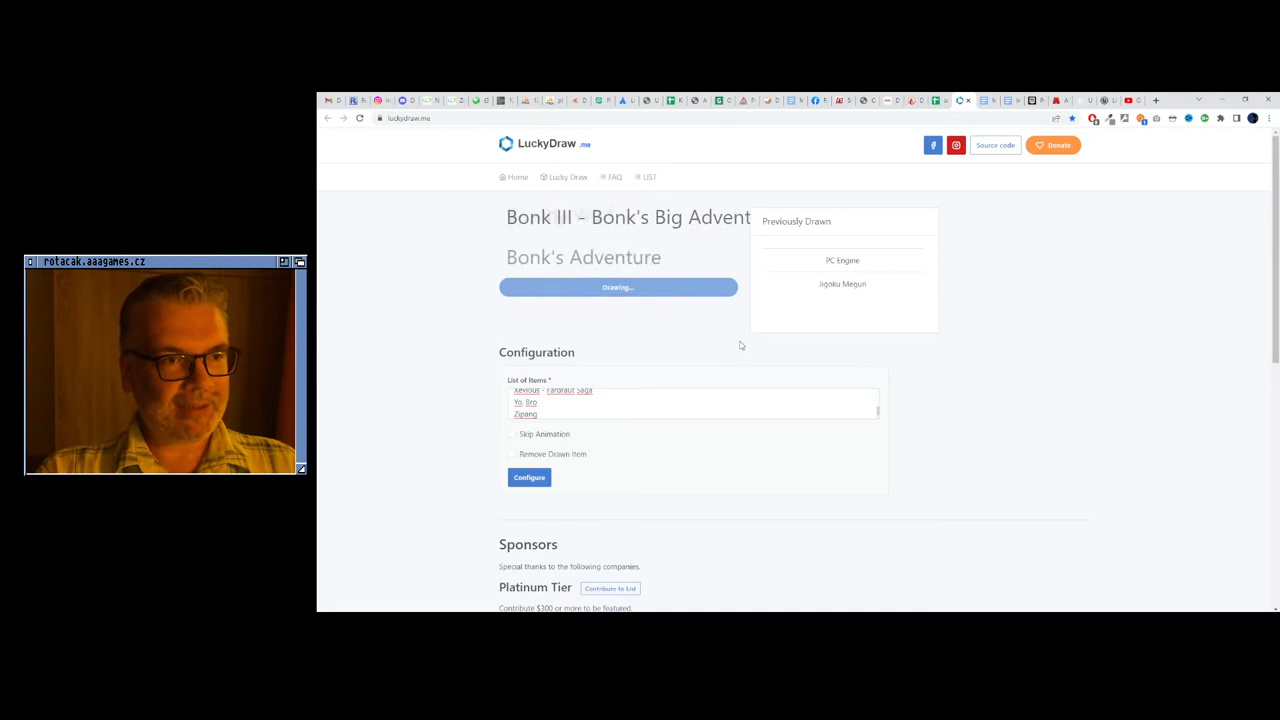 luckydraw.me
LuckyDraw .me
Source code
Donate
Home
Lucky Draw
FAQ
LIST
Bonk III - Bonk's Big Advent
Previously Drawn
Bonk's Adventure
PC Engine
Drawing...
Jigoku Meguri
rotacak.aaagames.cz
Configuration
List of Items *
Xevious - Fardraut Saga
Yo, Bro
Zipang
Skip Animation
Remove Drawn Item
Configure
Sponsors
Special thanks to the following companies.
Platinum Tier
Contribute to List
Contribute $300 or more to be featured.